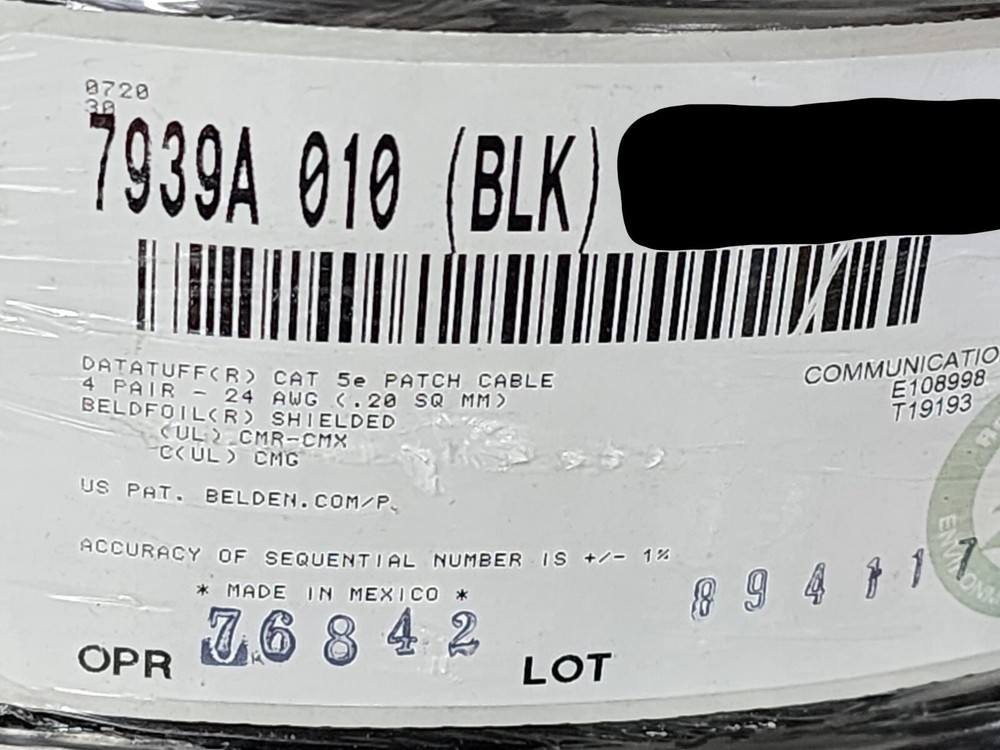 0720
30
7939A 010 (BLK)
DATATUFF(R) CAT 5e PATCH CABLE
4 PAIR - 24 AWG (.20 SQ MM)
BELDFOIL(R) SHIELDED
(UL) CMR-CMX
C(UL) CMG
US PAT. BELDEN.COM/P
ACCURACY OF SEQUENTIAL NUMBER IS +/- 1%
* MADE IN MEXICO *
OPR 76842
LOT 894117
COMMUNICATIO
E108998
T19193
ENVIRONM